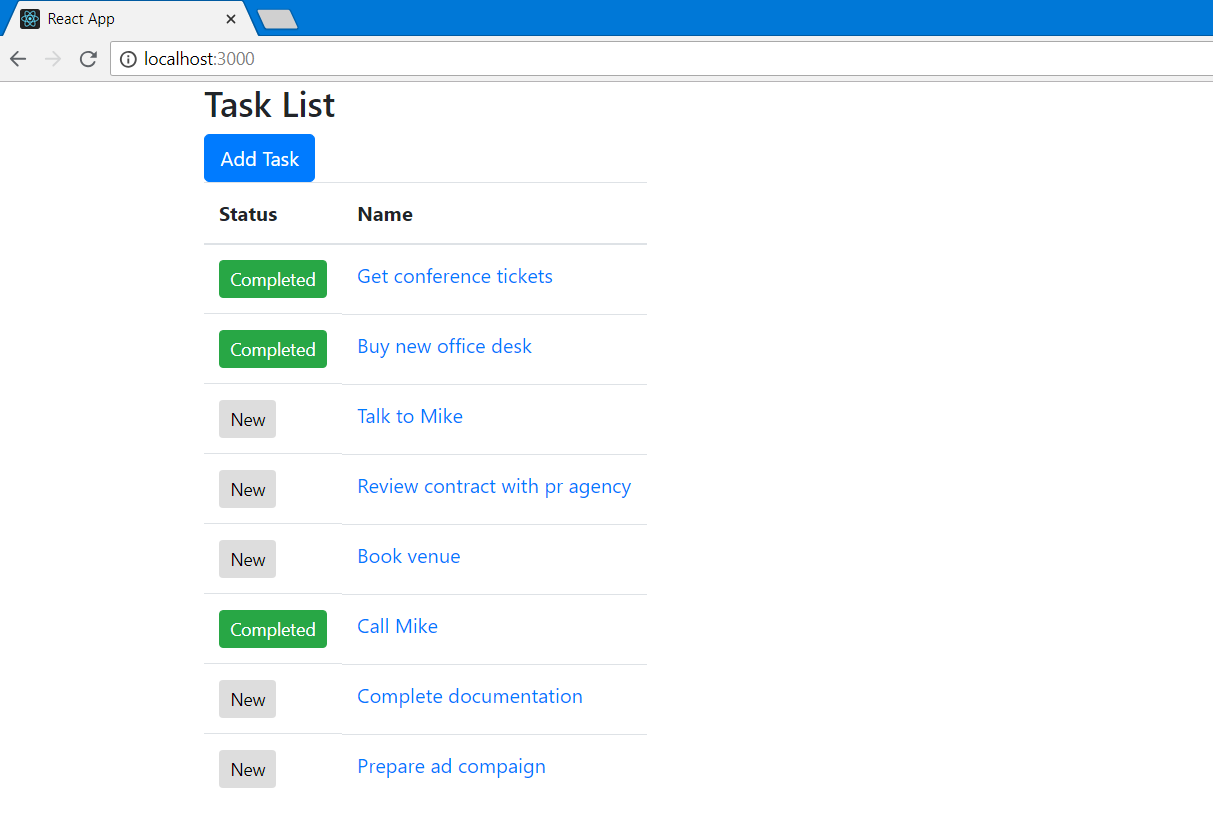 React App
localhost:3000
Task List
Add Task
Status Name
Completed Get conference tickets
Completed Buy new office desk
New Talk to Mike
New Review contract with pr agency
New Book venue
Completed Call Mike
New Complete documentation
New Prepare ad compaign